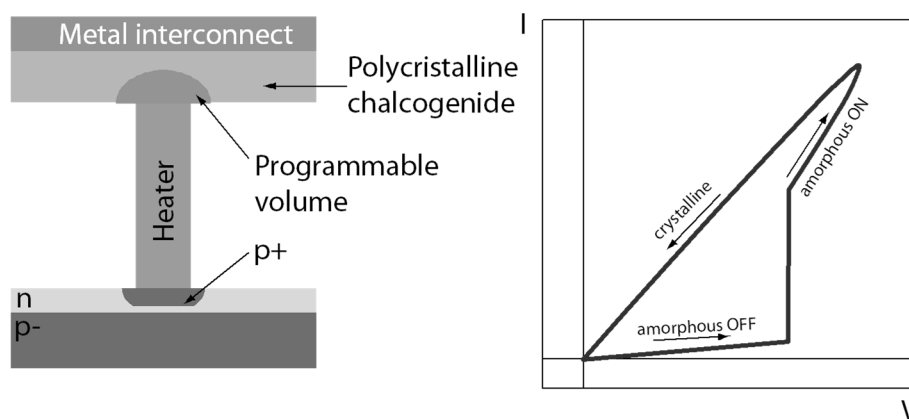 Metal interconnect
Polycristalline
chalcogenide
Programmable
volume
Heater
p+
n
p-
I
amorphous ON
crystalline
amorphous OFF
V